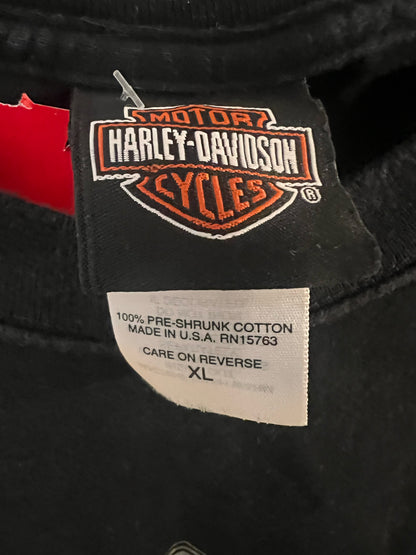 MOTOR
HARLEY-DAVIDSON
CYCLES
®
100% PRE-SHRUNK COTTON
MADE IN U.S.A. RN15763
CARE ON REVERSE
XL